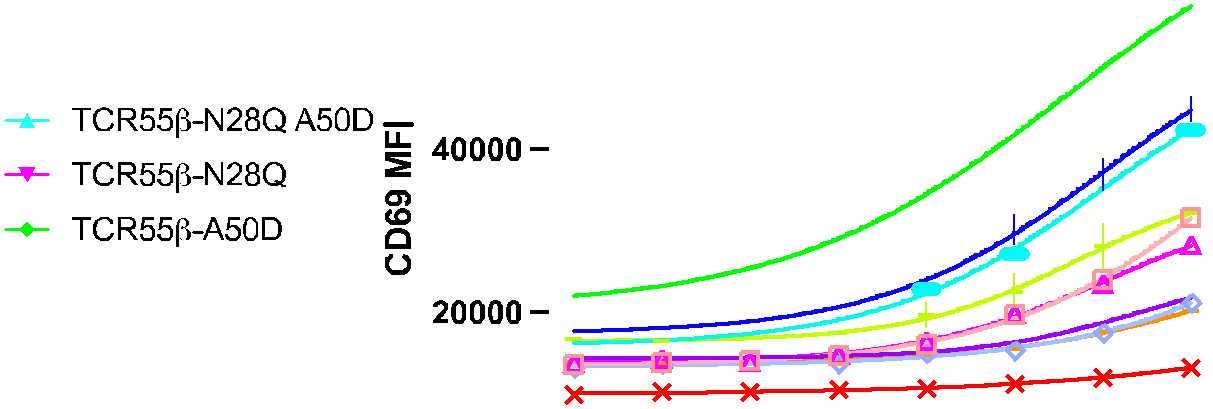 TCR55β-N28Q A50D
TCR55β-N28Q
TCR55β-A50D
CD69 MFI
40000
20000